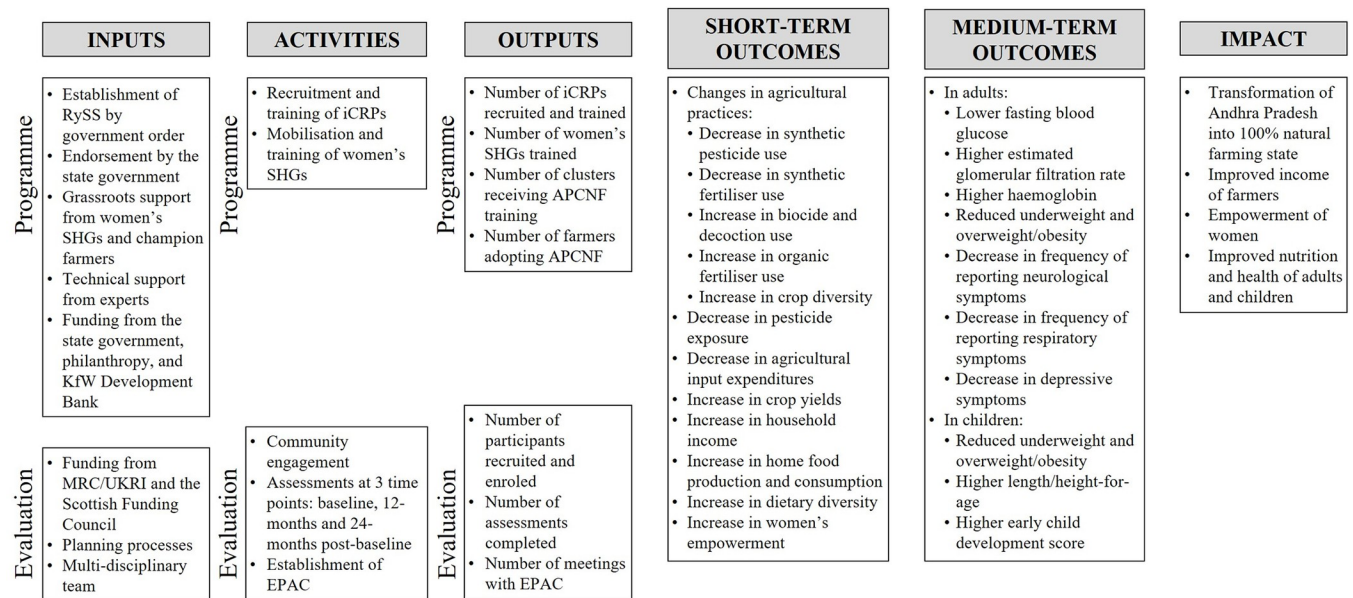 INPUTS
Programme
• Establishment of
RySS by
government order
• Endorsement by the
state government
• Grassroots support
from women's
SHGs and champion
farmers
• Technical support
from experts
• Funding from the
state government,
philanthropy, and
KfW Development
Bank
Evaluation
• Funding from
MRC/UKRI and the
Scottish Funding
Council
• Planning processes
• Multi-disciplinary
team
ACTIVITIES
Programme
• Recruitment and
training of iCRPs
• Mobilisation and
training of women's
SHGs
Evaluation
• Community
engagement
• Assessments at 3 time
points: baseline, 12-
months and 24-
months post-baseline
• Establishment of
EPAC
OUTPUTS
Programme
• Number of iCRPs
recruited and trained
• Number of women's
SHGs trained
• Number of clusters
receiving APCNF
training
• Number of farmers
adopting APCNF
Evaluation
• Number of
participants
recruited and
enroled
• Number of
assessments
completed
• Number of meetings
with EPAC
SHORT-TERM
OUTCOMES
• Changes in agricultural
practices:
• Decrease in synthetic
pesticide use
• Decrease in synthetic
fertiliser use
• Increase in biocide and
decoction use
• Increase in organic
fertiliser use
• Increase in crop diversity
• Decrease in pesticide
exposure
• Decrease in agricultural
input expenditures
• Increase in crop yields
• Increase in household
income
• Increase in home food
production and consumption
• Increase in dietary diversity
• Increase in women's
empowerment
MEDIUM-TERM
OUTCOMES
• In adults:
• Lower fasting blood
glucose
• Higher estimated
glomerular filtration rate
• Higher haemoglobin
• Reduced underweight and
overweight/obesity
• Decrease in frequency of
reporting neurological
symptoms
• Decrease in frequency of
reporting respiratory
symptoms
• Decrease in depressive
symptoms
• In children:
• Reduced underweight and
overweight/obesity
• Higher length/height-for-
age
• Higher early child
development score
IMPACT
• Transformation of
Andhra Pradesh
into 100% natural
farming state
• Improved income
of farmers
• Empowerment of
women
• Improved nutrition
and health of adults
and children